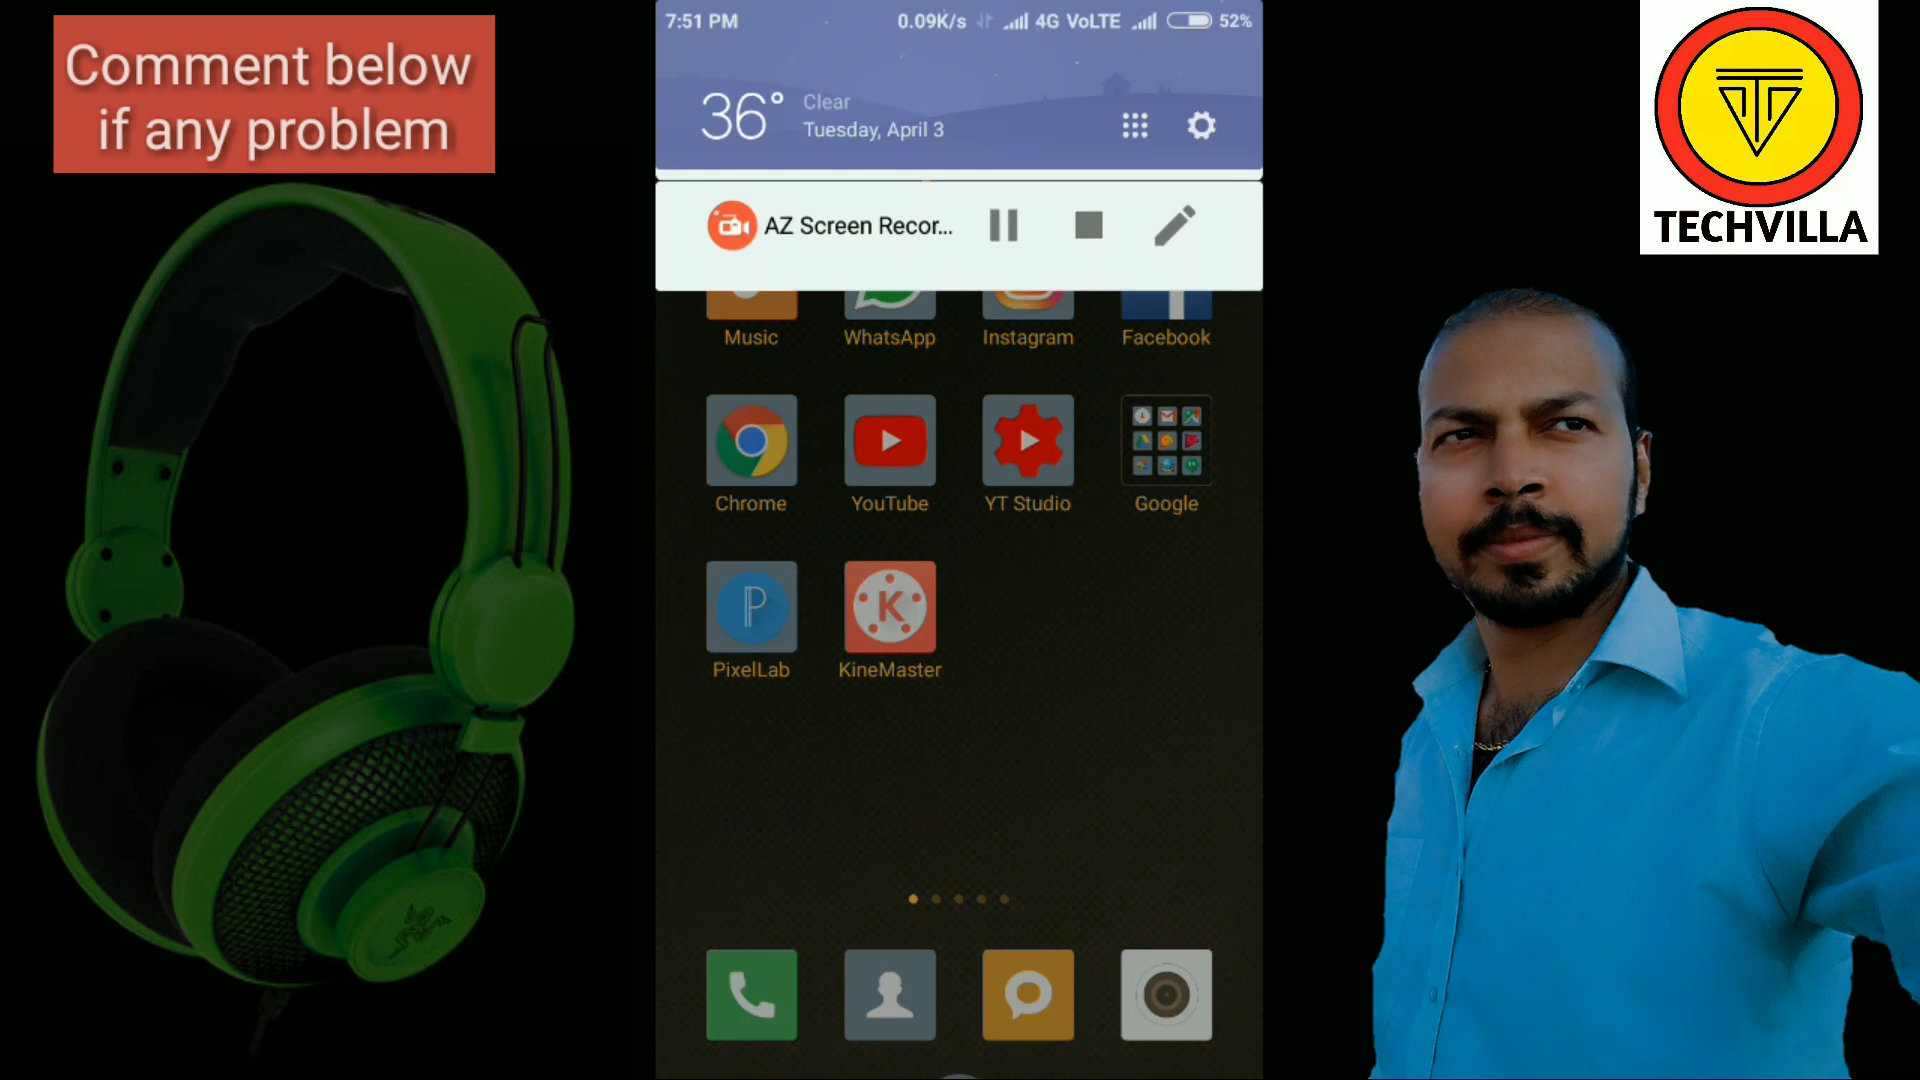 Comment below
if any problem
7:51 PM 0.09K/s 4G VoLTE 52%
36° Clear
Tuesday, April 3
AZ Screen Recor...
Music WhatsApp Instagram Facebook
Chrome YouTube YT Studio Google
PixelLab KineMaster
TECHVILLA